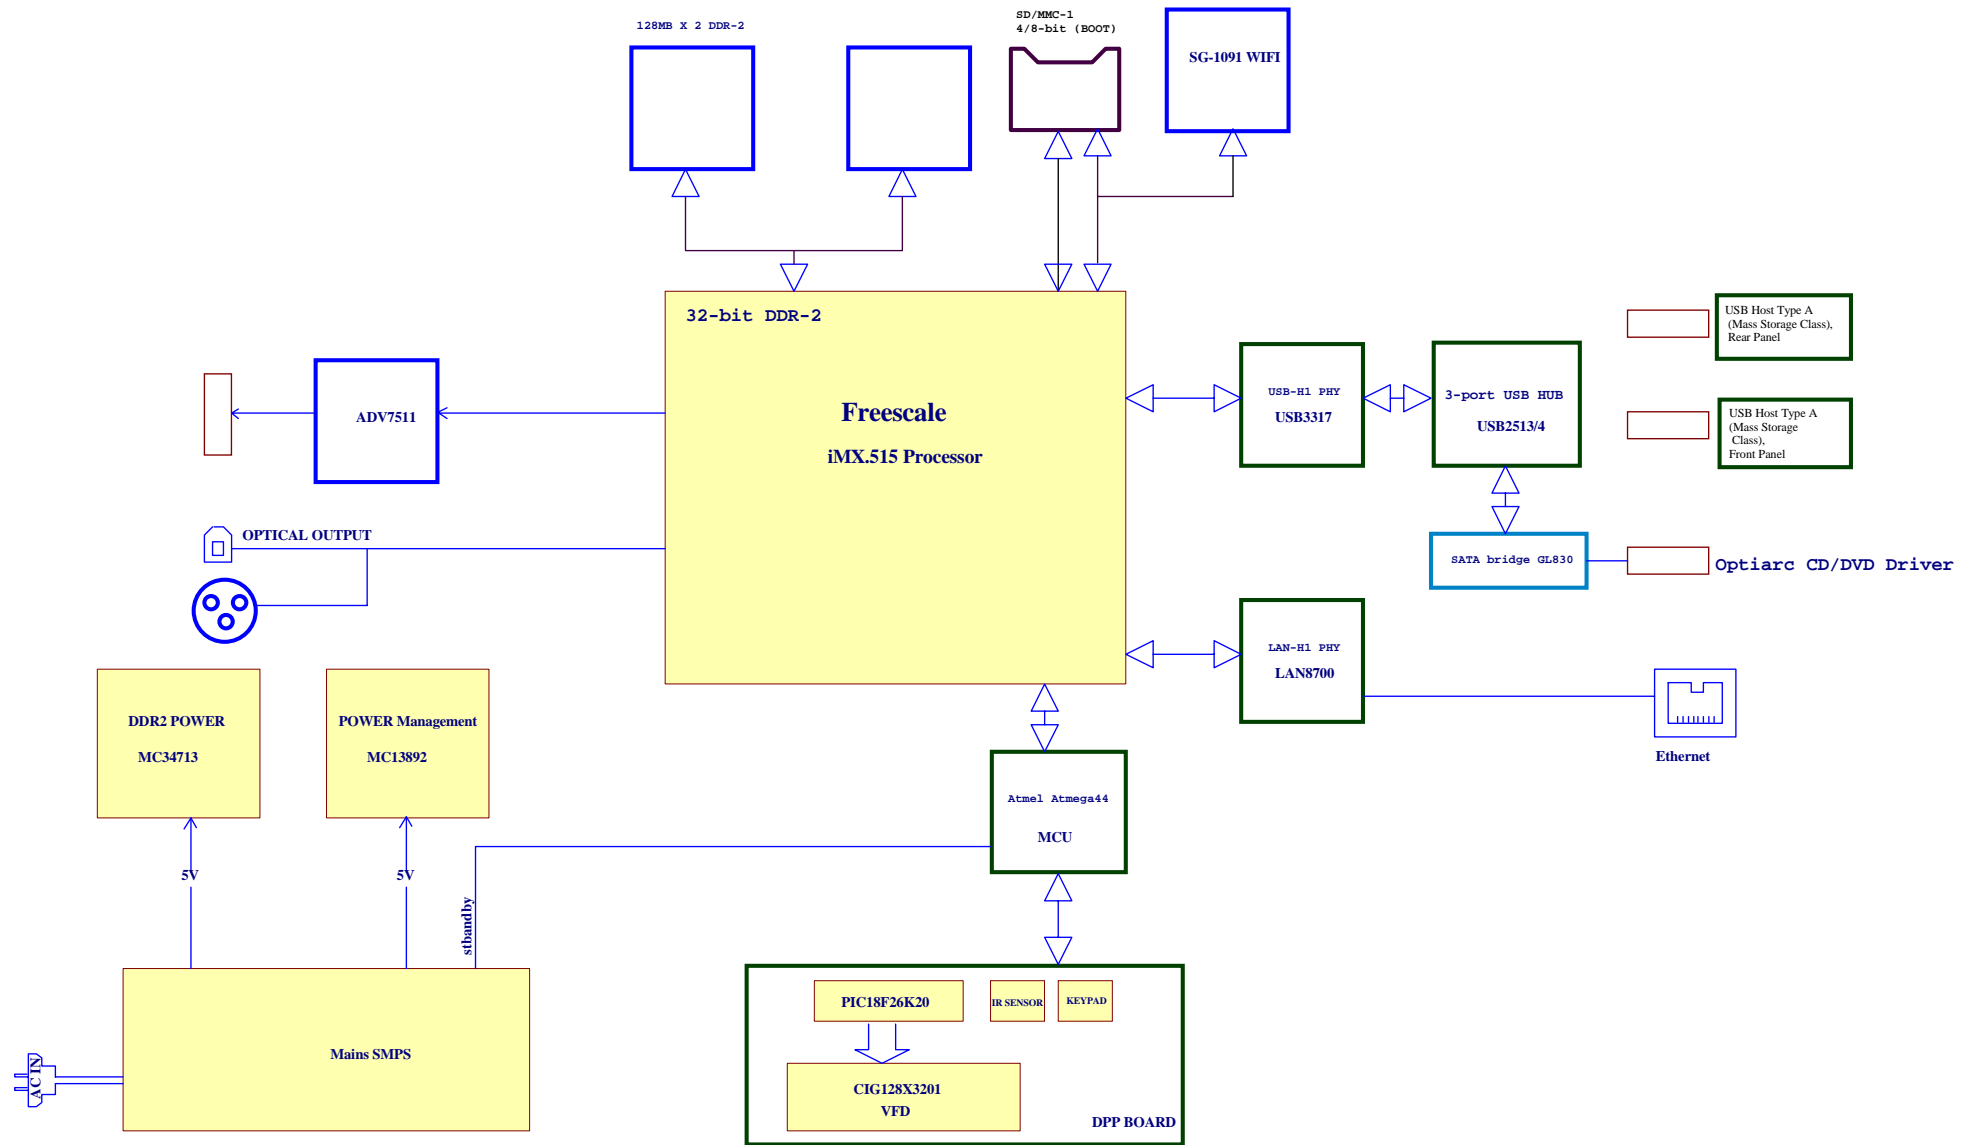 128MB X 2 DDR-2
SD/MMC-1
4/8-bit (BOOT)
SG-1091 WIFI
32-bit DDR-2
Freescale
iMX.515 Processor
ADV7511
USB-H1 PHY
USB3317
3-port USB HUB
USB2513/4
USB Host Type A
(Mass Storage Class),
Rear Panel
USB Host Type A
(Mass Storage
Class),
Front Panel
OPTICAL OUTPUT
SATA bridge GL830
Optiarc CD/DVD Driver
LAN-H1 PHY
LAN8700
Ethernet
DDR2 POWER
MC34713
POWER Management
MC13892
5V
5V
stbandby
Atmel Atmega44
MCU
Mains SMPS
AC IN
PIC18F26K20
IR SENSOR
KEYPAD
CIG128X3201
VFD
DPP BOARD